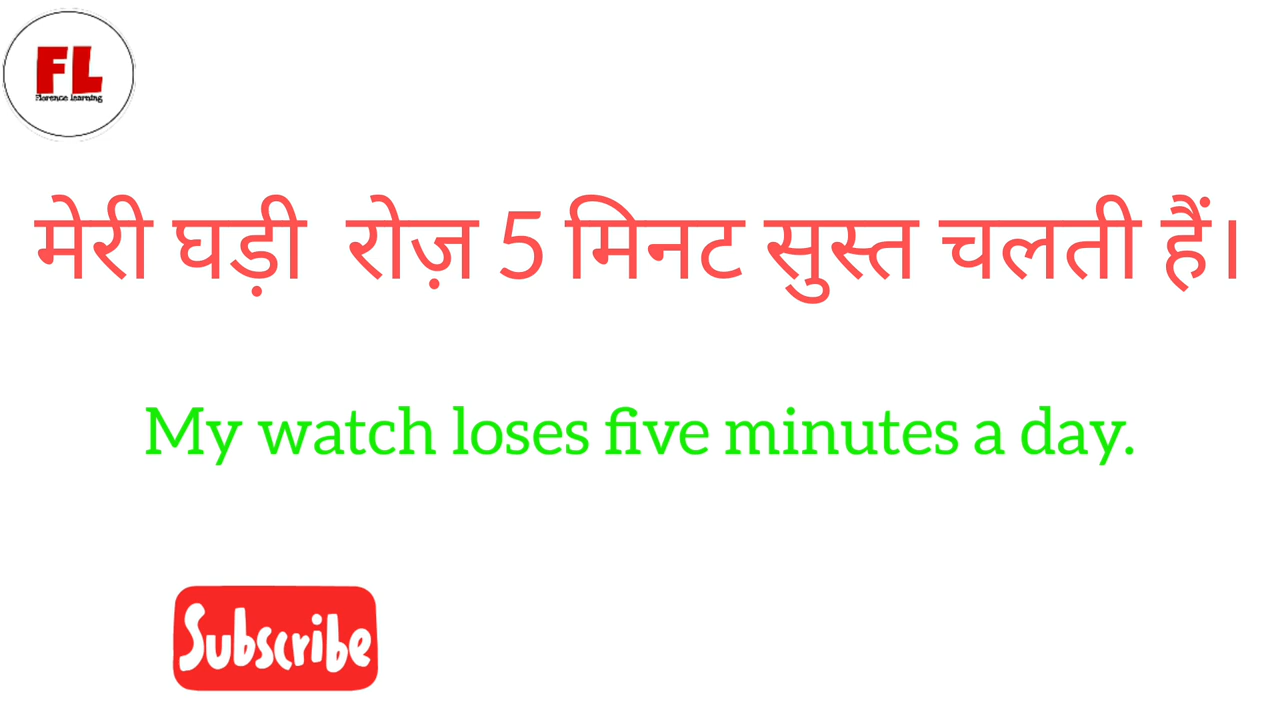 FL
Florence learning
मेरी घड़ी रोज़ 5 मिनट सुस्त चलती हैं।
My watch loses five minutes a day.
Subscribe